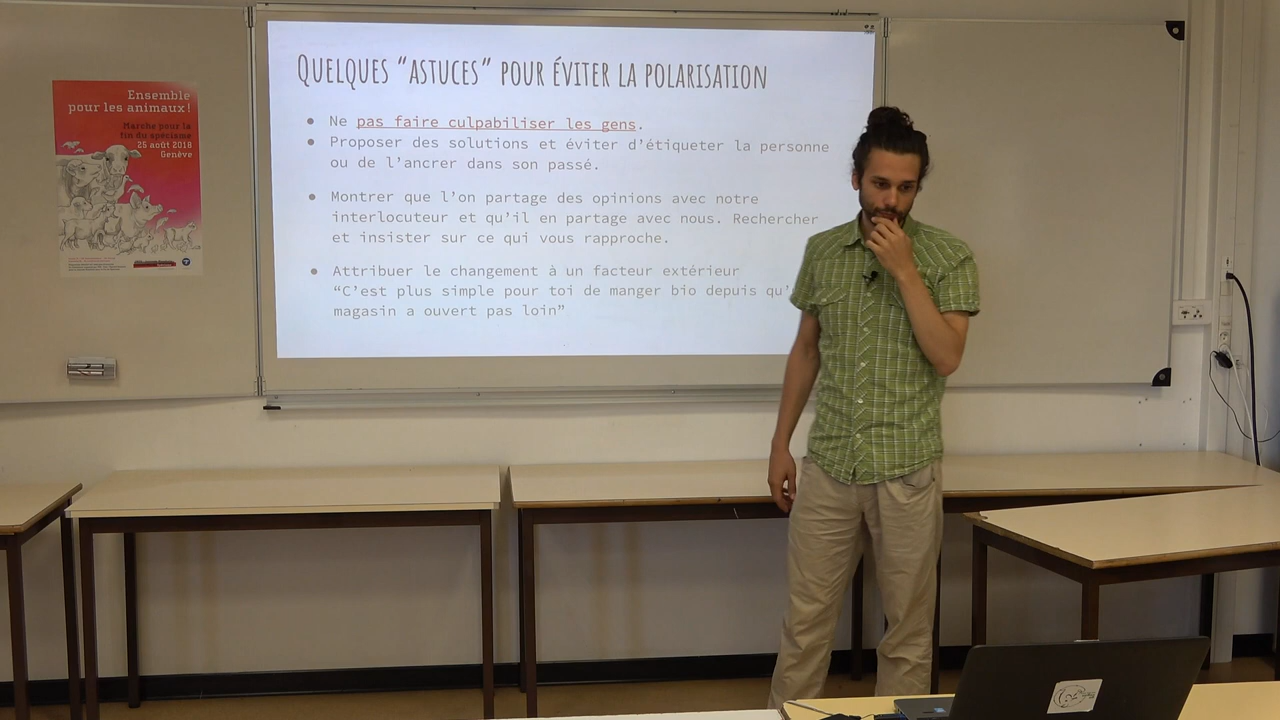 Ensemble
pour les animaux!
Marche pour la
fin du spécisme
25 août 2018
Genève
QUELQUES “ASTUCES” POUR ÉVITER LA POLARISATION
● Ne pas faire culpabiliser les gens.
● Proposer des solutions et éviter d’étiqueter la personne
ou de l’ancrer dans son passé.
● Montrer que l’on partage des opinions avec notre
interlocuteur et qu’il en partage avec nous. Rechercher
et insister sur ce qui vous rapproche.
● Attribuer le changement à un facteur extérieur
“C’est plus simple pour toi de manger bio depuis qu’
magasin a ouvert pas loin”